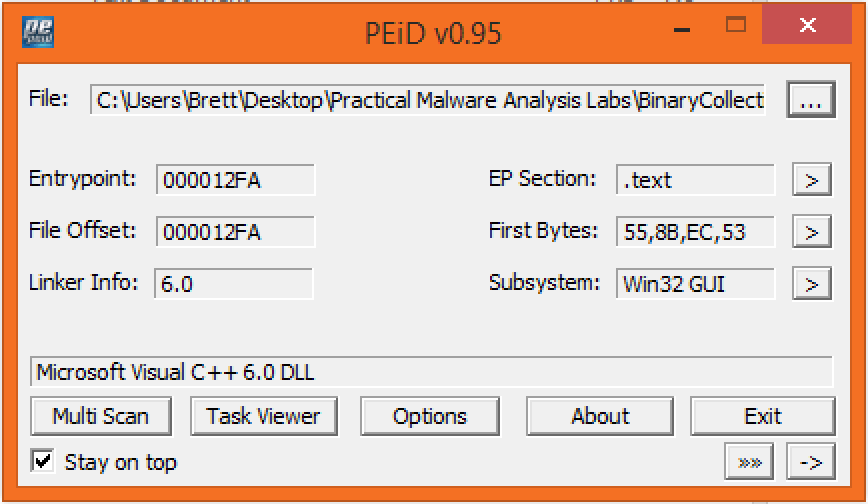 PEiD v0.95
File: C:\Users\Brett\Desktop\Practical Malware Analysis Labs\BinaryCollect ...
Entrypoint: 000012FA EP Section: .text >
File Offset: 000012FA First Bytes: 55,8B,EC,53 >
Linker Info: 6.0 Subsystem: Win32 GUI >
Microsoft Visual C++ 6.0 DLL
Multi Scan Task Viewer Options About Exit
Stay on top »» ->